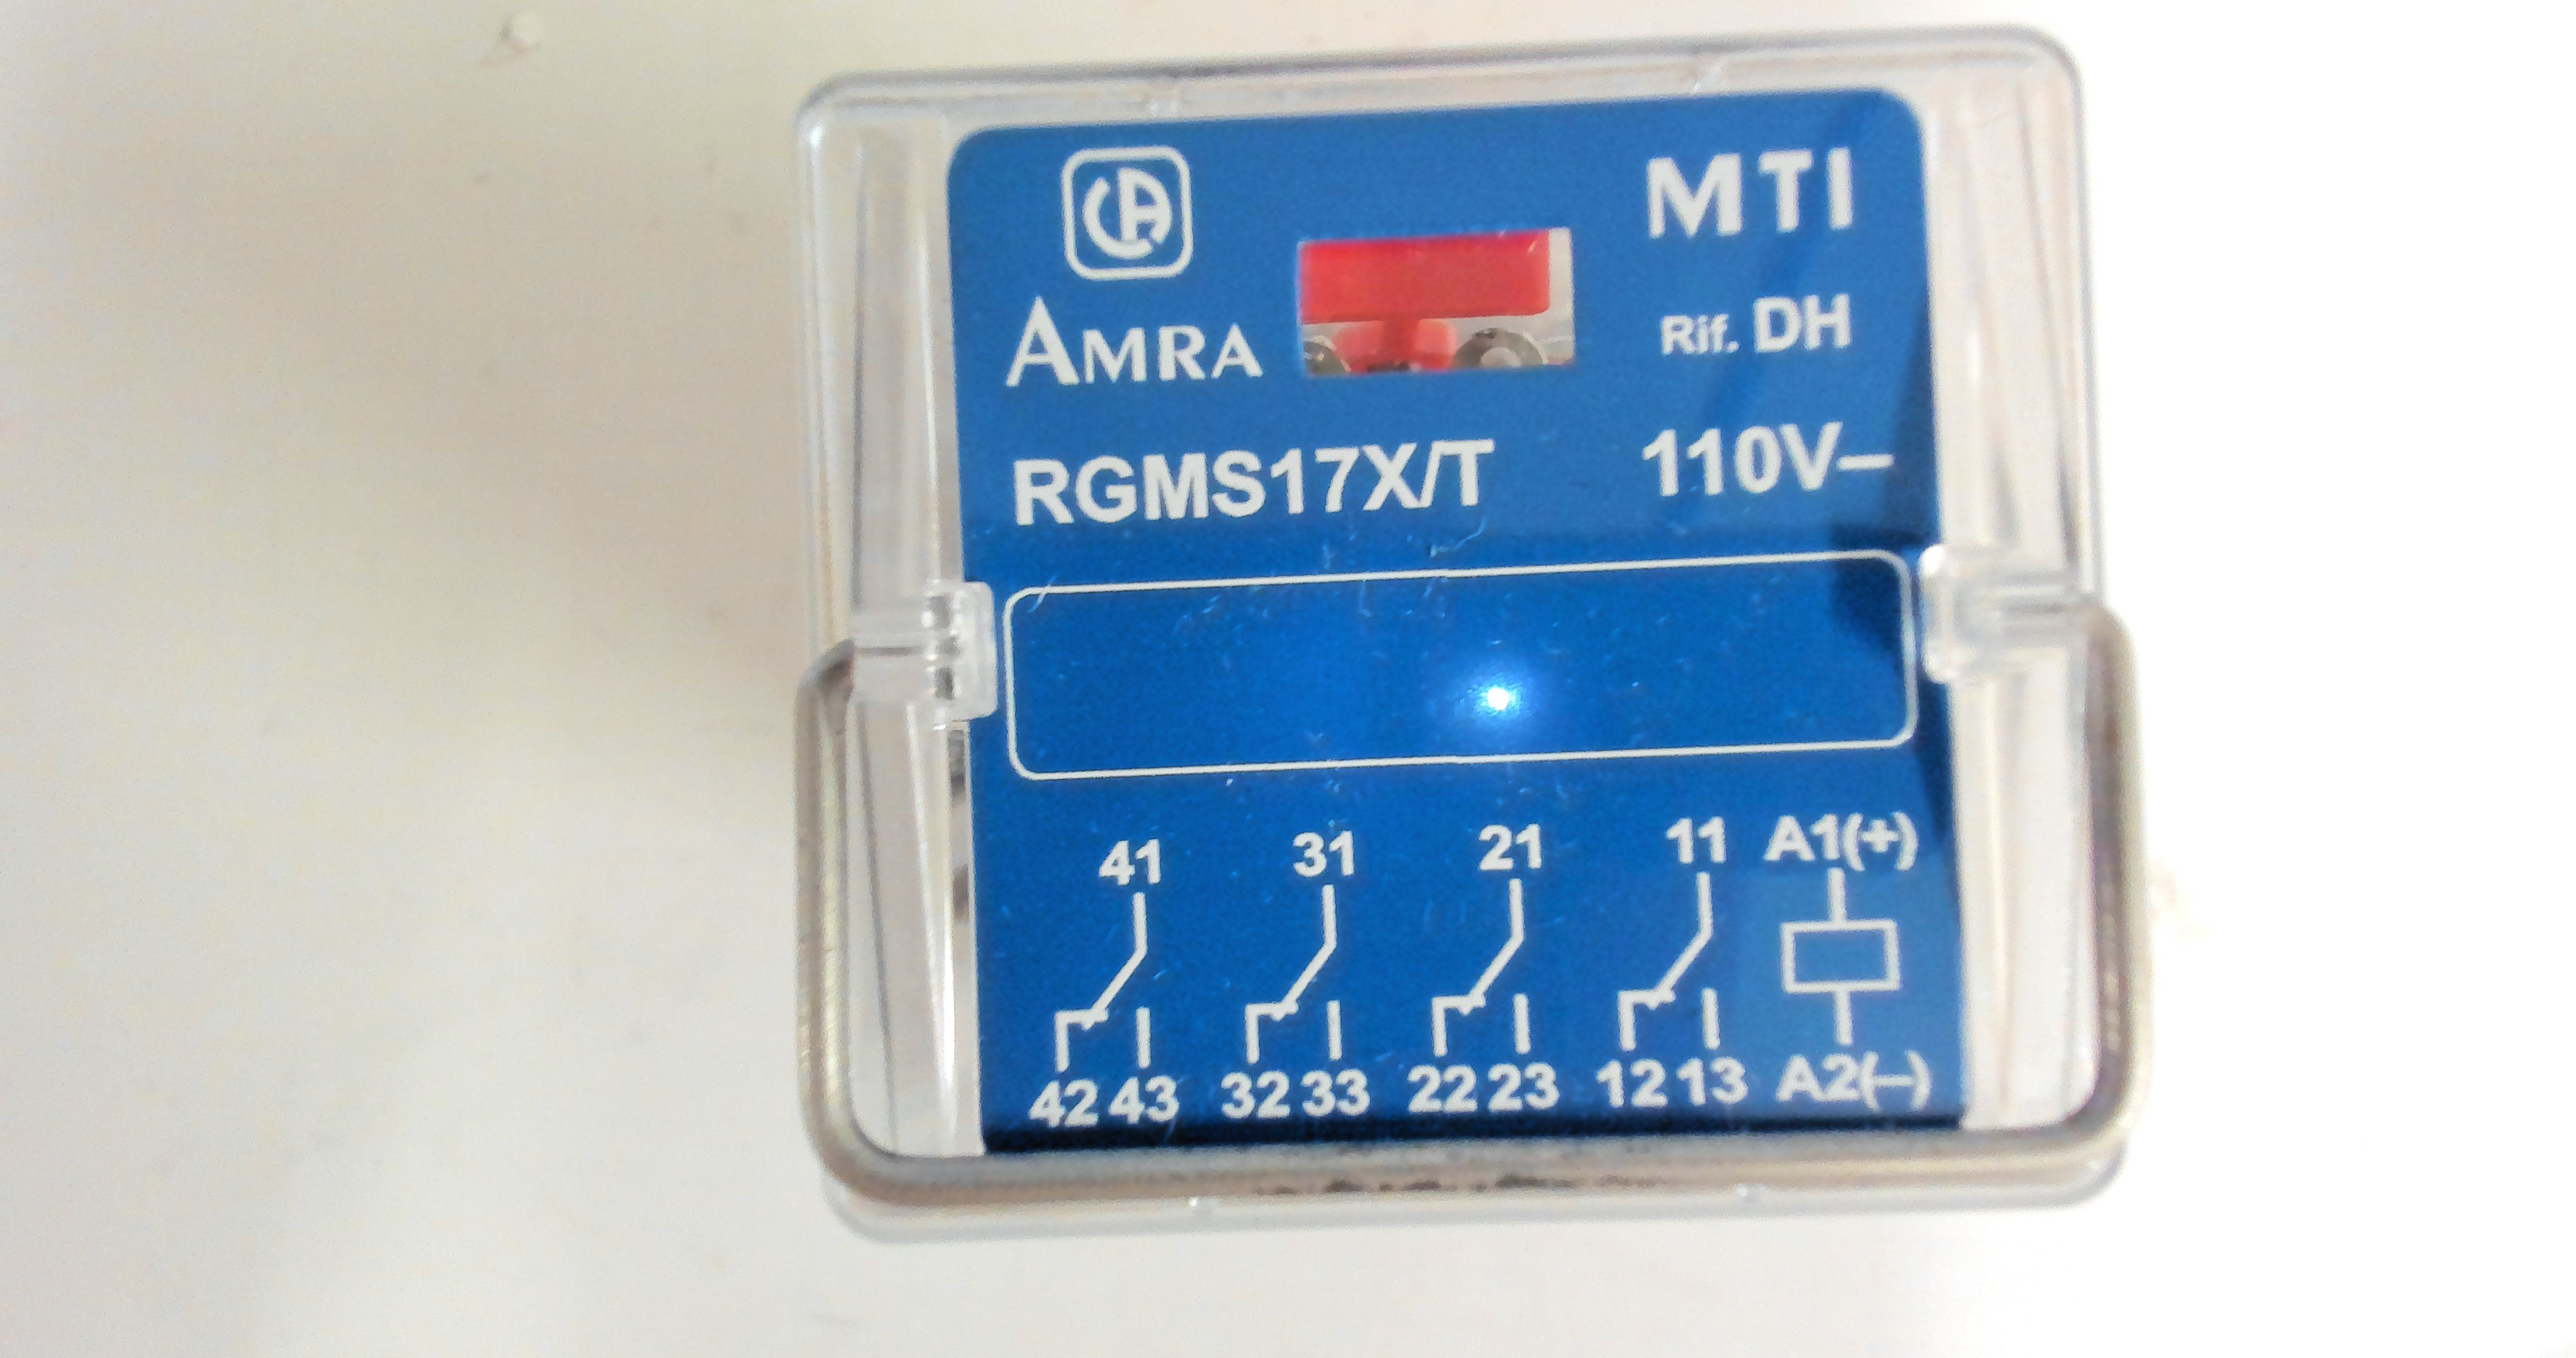 MTI
AMRA
Rif. DH
RGMS17X/T 110V–
41 31 21 11 A1(+)
42 43 32 33 22 23 12 13 A2(–)